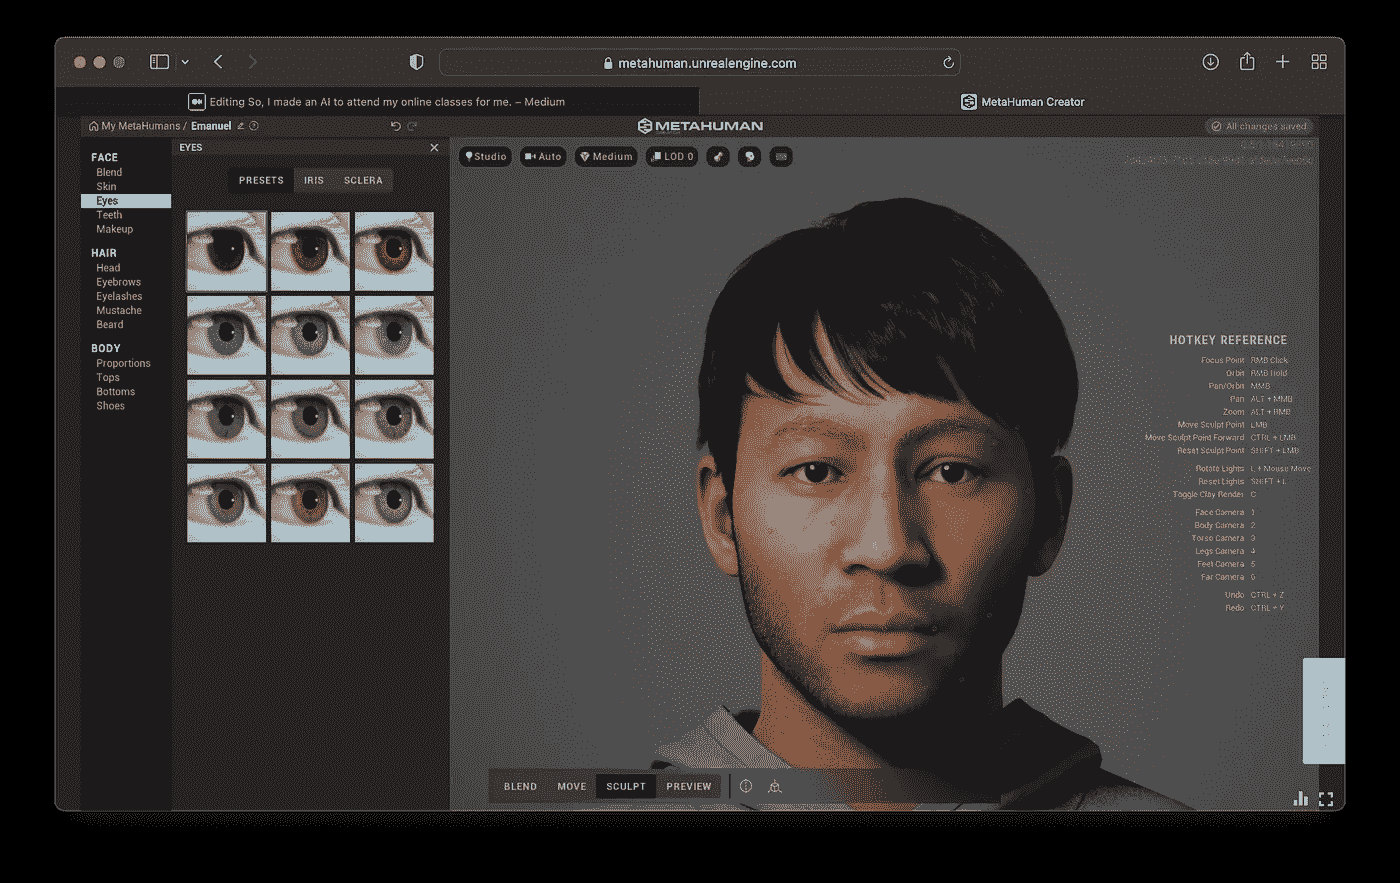 metahuman.unrealengine.com
Editing So, I made an AI to attend my online classes for me. – Medium
MetaHuman Creator
My MetaHumans / Emanuel
METAHUMAN
All changes saved
FACE
Blend
Skin
Eyes
Teeth
Makeup
HAIR
Head
Eyebrows
Eyelashes
Mustache
Beard
BODY
Proportions
Tops
Bottoms
Shoes
EYES
PRESETS IRIS SCLERA
Studio Auto Medium LOD 0
HOTKEY REFERENCE
Focus Point RMB Click
Orbit RMB Hold
Pan/Orbit MMB
Pan ALT + MMB
Zoom ALT + RMB
Move Sculpt Point LMB
Move Sculpt Point Forward CTRL + LMB
Reset Sculpt Point SHIFT + LMB
Rotate Lights L + Mouse Move
Reset Lights SHIFT + L
Toggle Clay Render C
Face Camera 1
Body Camera 2
Torso Camera 3
Legs Camera 4
Feet Camera 5
Far Camera 6
Undo CTRL + Z
Redo CTRL + Y
BLEND MOVE SCULPT PREVIEW